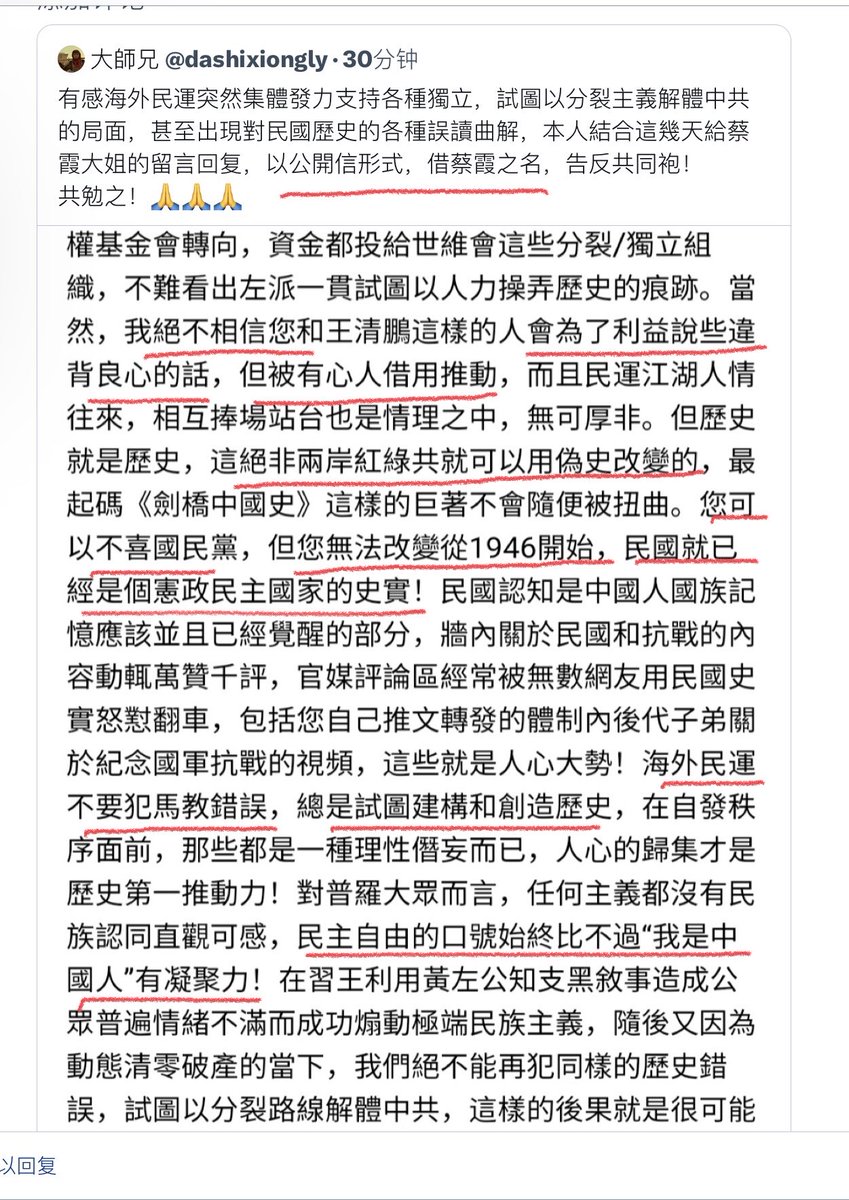 大師兄 @dashixiongly · 30分钟
有感海外民運突然集體發力支持各種獨立，試圖以分裂主義解體中共
的局面，甚至出現對民國歷史的各種誤讀曲解，本人結合這幾天給蔡
霞大姐的留言回复，以公開信形式，借蔡霞之名，告反共同袍！
共勉之！🙏🙏🙏
權基金會轉向，資金都投給世維會這些分裂/獨立組
織，不難看出左派一貫試圖以人力操弄歷史的痕跡。當
然，我絕不相信您和王清鵬這樣的人會為了利益說些違
背良心的話，但被有心人借用推動，而且民運江湖人情
往來，相互捧場站台也是情理之中，無可厚非。但歷史
就是歷史，這絕非兩岸紅綠共就可以用偽史改變的，最
起碼《劍橋中國史》這樣的巨著不會隨便被扭曲。您可
以不喜國民黨，但您無法改變從1946開始，民國就已
經是個憲政民主國家的史實！民國認知是中國人國族記
憶應該並且已經覺醒的部分，牆內關於民國和抗戰的內
容動輒萬贊千評，官媒評論區經常被無數網友用民國史
實怒懟翻車，包括您自己推文轉發的體制內後代子弟關
於紀念國軍抗戰的視頻，這些就是人心大勢！海外民運
不要犯馬教錯誤，總是試圖建構和創造歷史，在自發秩
序面前，那些都是一種理性僭妄而已，人心的歸集才是
歷史第一推動力！對普羅大眾而言，任何主義都沒有民
族認同直觀可感，民主自由的口號始終比不過“我是中
國人”有凝聚力！在習王利用黃左公知支黑敘事造成公
眾普遍情緒不滿而成功煽動極端民族主義，隨後又因為
動態清零破產的當下，我們絕不能再犯同樣的歷史錯
誤，試圖以分裂路線解體中共，這樣的後果就是很可能
以回复